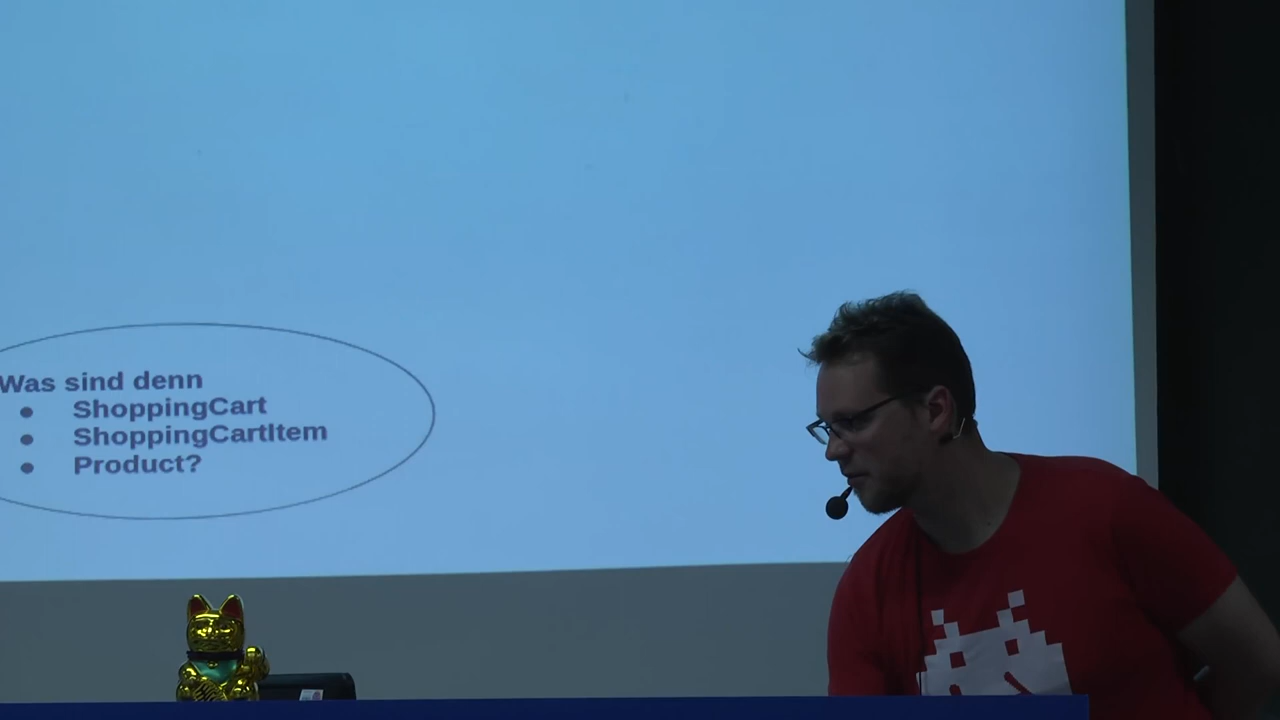 Was sind denn
● ShoppingCart
● ShoppingCartItem
● Product?